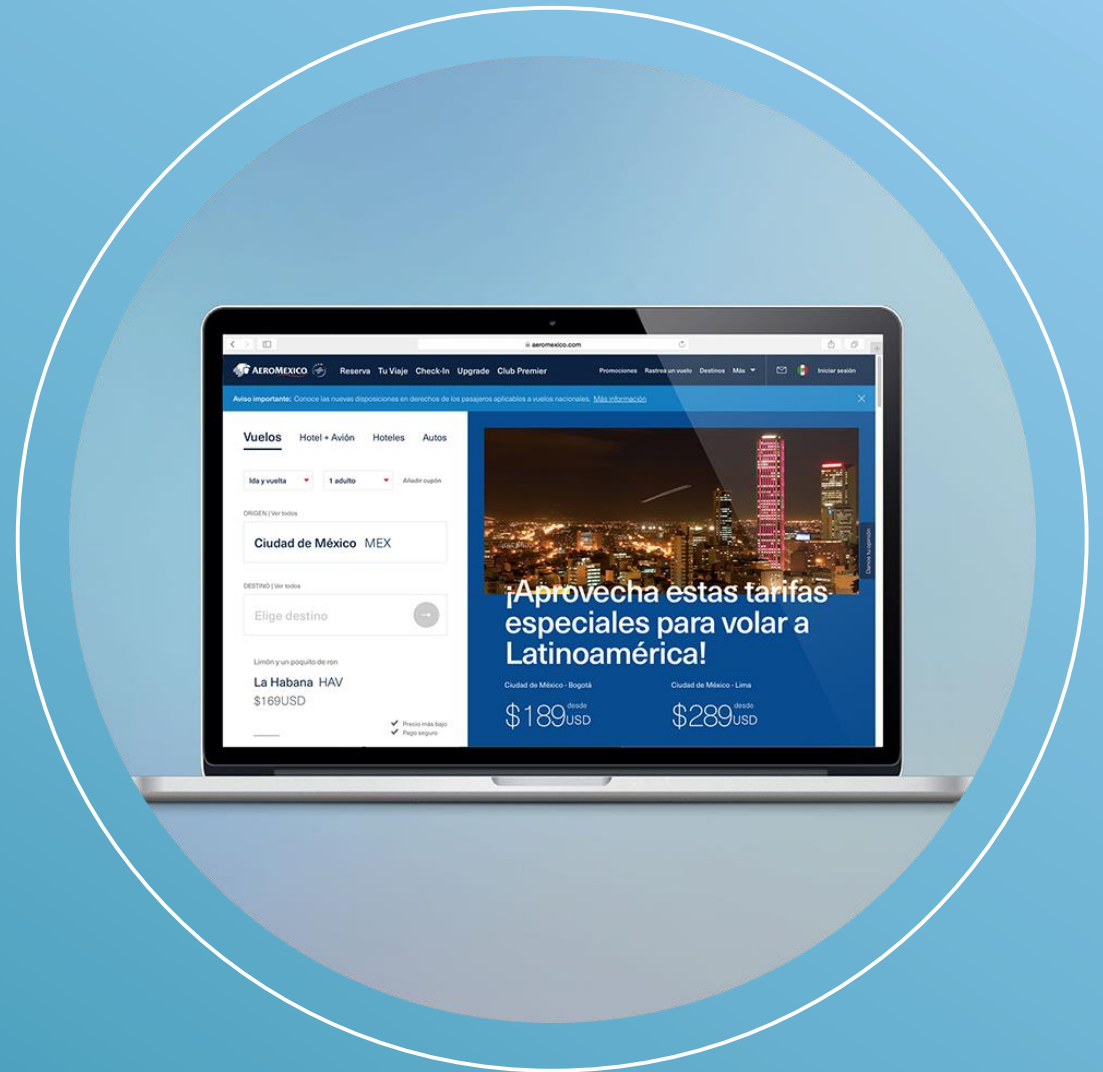 aeromexico.com
AEROMEXICO Reserva Tu Viaje Check-In Upgrade Club Premier Promociones Rastrea un vuelo Destinos Más Iniciar sesión
Aviso importante: Conoce las nuevas disposiciones en derechos de los pasajeros aplicables a vuelos nacionales. Más información
Vuelos Hotel + Avión Hoteles Autos
Ida y vuelta 1 adulto Añadir cupón
ORIGEN | Ver todos
Ciudad de México MEX
DESTINO | Ver todos
Elige destino
Limón y un poquito de ron
La Habana HAV
$169USD
Precio más bajo
Pago seguro
Danos tu opinión
¡Aprovecha estas tarifas
especiales para volar a
Latinoamérica!
Ciudad de México - Bogotá Ciudad de México - Lima
desde desde
$189USD $289USD